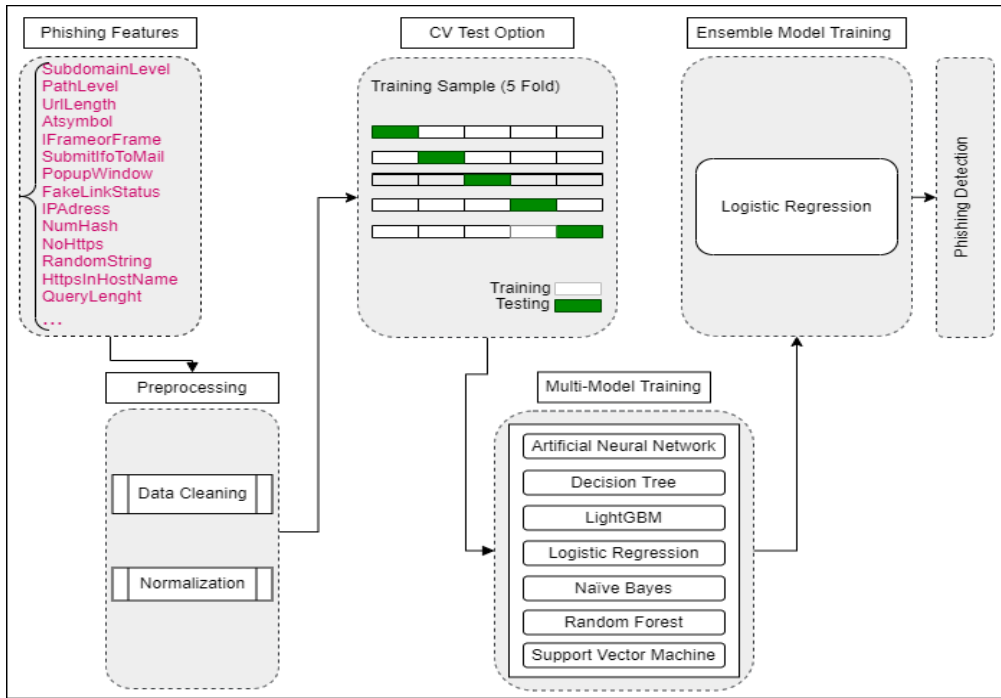 Phishing Features
SubdomainLevel
PathLevel
UrlLength
Atsymbol
IFrameorFrame
SubmitIfoToMail
PopupWindow
FakeLinkStatus
IPAdress
NumHash
NoHttps
RandomString
HttpsInHostName
QueryLenght
...
Preprocessing
Data Cleaning
Normalization
CV Test Option
Training Sample (5 Fold)
Training
Testing
Multi-Model Training
Artificial Neural Network
Decision Tree
LightGBM
Logistic Regression
Naïve Bayes
Random Forest
Support Vector Machine
Ensemble Model Training
Logistic Regression
Phishing Detection